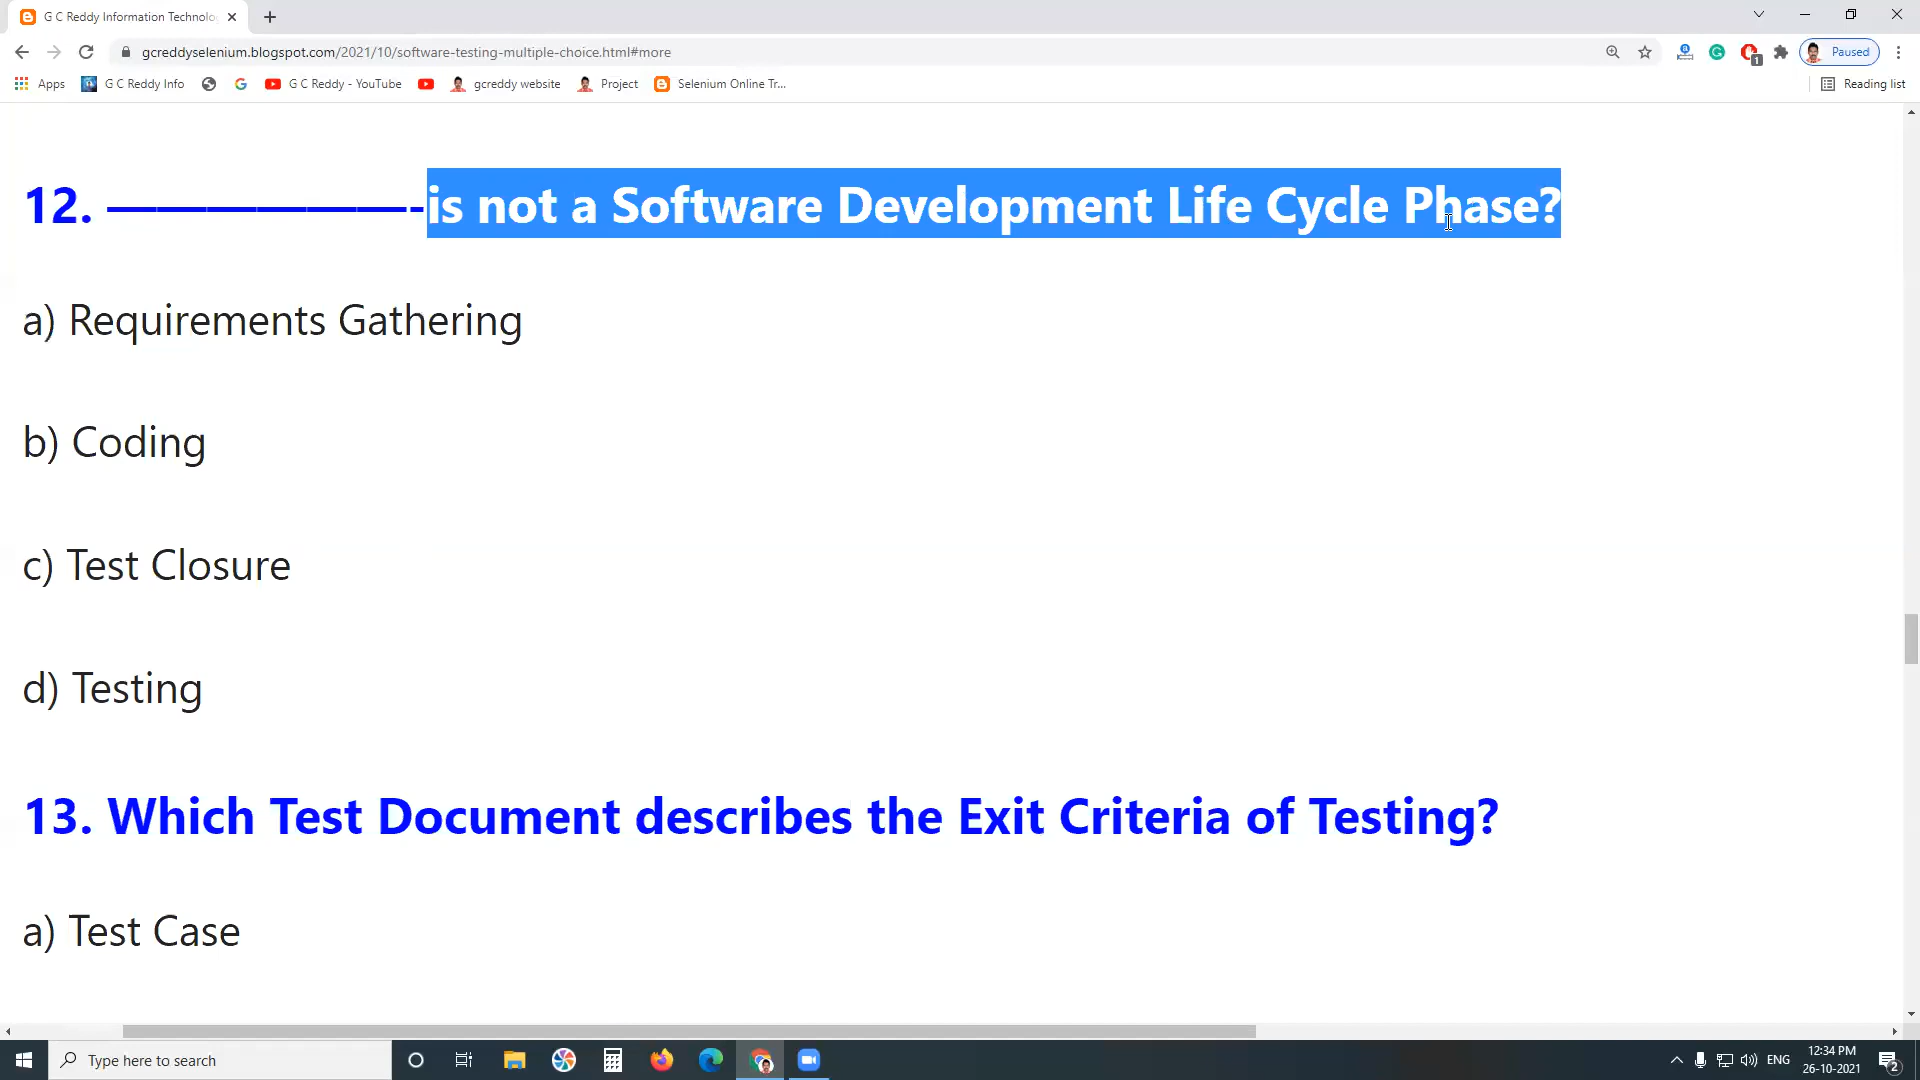 G C Reddy Information Technolo
gcreddyselenium.blogspot.com/2021/10/software-testing-multiple-choice.html#more
Paused
Apps
G C Reddy Info
G C Reddy - YouTube
gcreddy website
Project
Selenium Online Tr...
Reading list
12. ——————-is not a Software Development Life Cycle Phase?
a) Requirements Gathering
b) Coding
c) Test Closure
d) Testing
13. Which Test Document describes the Exit Criteria of Testing?
a) Test Case
Type here to search
ENG
12:34 PM
26-10-2021
2